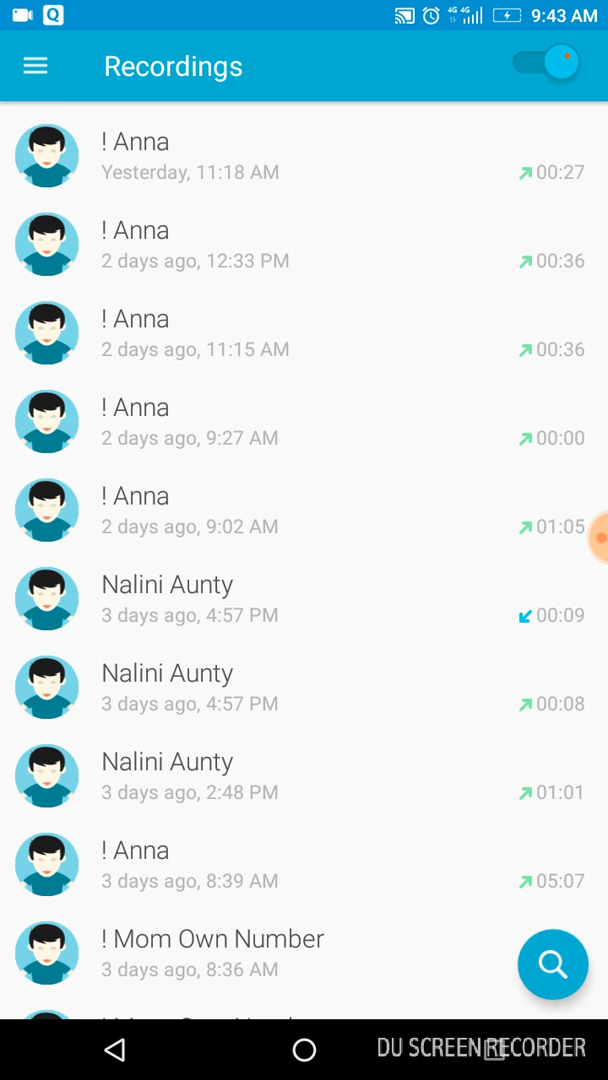 Q
4G 4G
9:43 AM
Recordings
! Anna
Yesterday, 11:18 AM
00:27
! Anna
2 days ago, 12:33 PM
00:36
! Anna
2 days ago, 11:15 AM
00:36
! Anna
2 days ago, 9:27 AM
00:00
! Anna
2 days ago, 9:02 AM
01:05
Nalini Aunty
3 days ago, 4:57 PM
00:09
Nalini Aunty
3 days ago, 4:57 PM
00:08
Nalini Aunty
3 days ago, 2:48 PM
01:01
! Anna
3 days ago, 8:39 AM
05:07
! Mom Own Number
3 days ago, 8:36 AM
DU SCREEN RECORDER